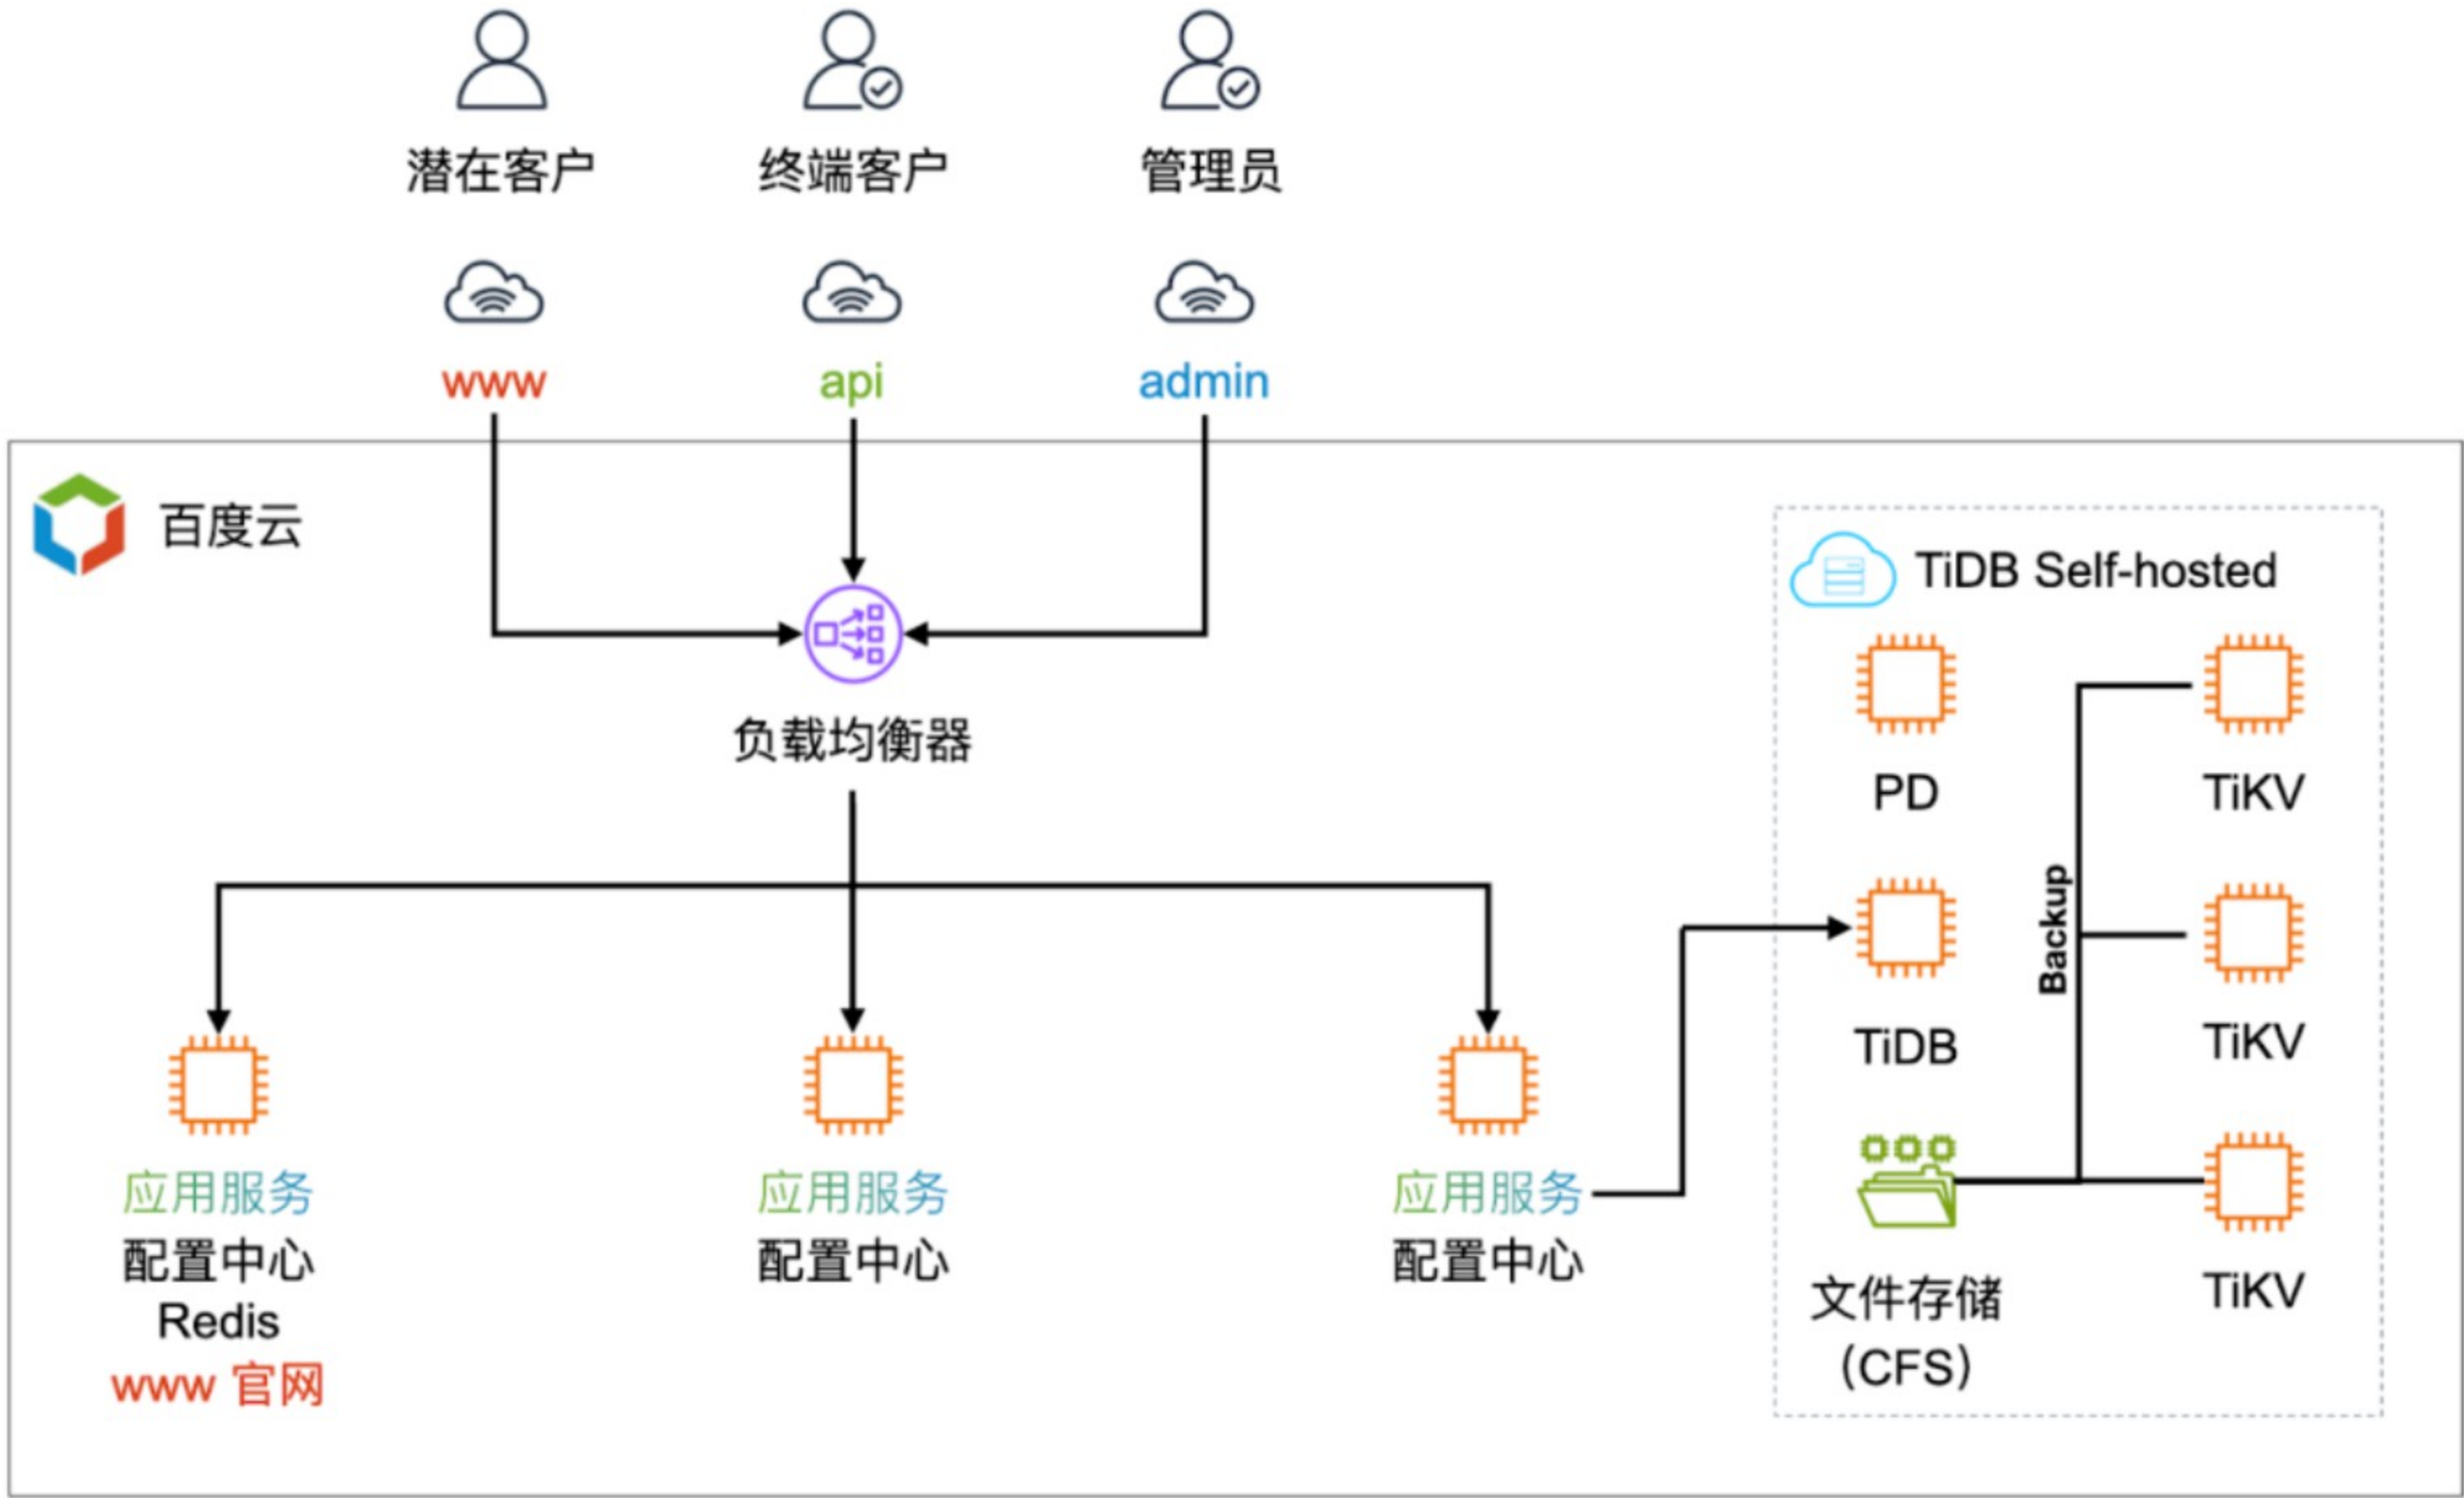 潜在客户
终端客户
管理员
www
api
admin
百度云
负载均衡器
应用服务
配置中心
Redis
www 官网
应用服务
配置中心
应用服务
配置中心
TiDB Self-hosted
PD
TiKV
TiDB
Backup
TiKV
文件存储
(CFS)
TiKV